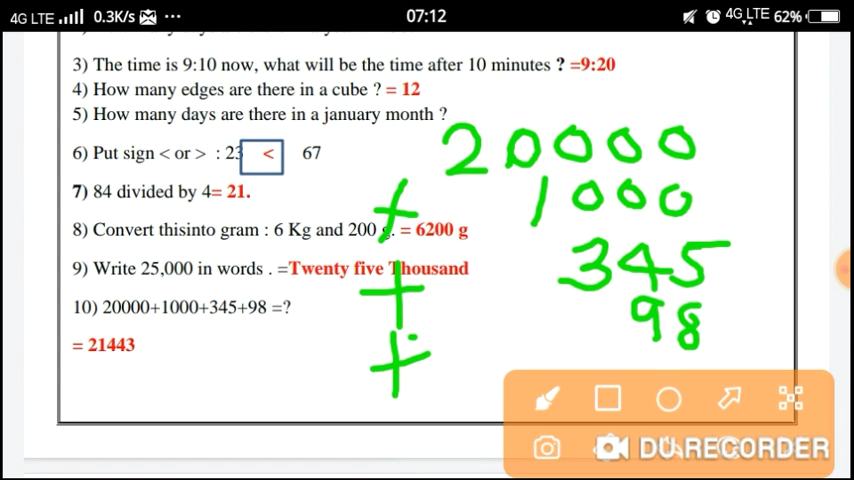 4G LTE 0.3K/s ... 07:12 4G LTE 62%
3) The time is 9:10 now, what will be the time after 10 minutes ? =9:20
4) How many edges are there in a cube ? = 12
5) How many days are there in a january month ?
6) Put sign < or > : 23 < 67
7) 84 divided by 4= 21.
8) Convert thisinto gram : 6 Kg and 200 g. = 6200 g
9) Write 25,000 in words . =Twenty five Thousand
10) 20000+1000+345+98 =?
= 21443
20000
+ 1000
+ 345
+ 98
DU RECORDER